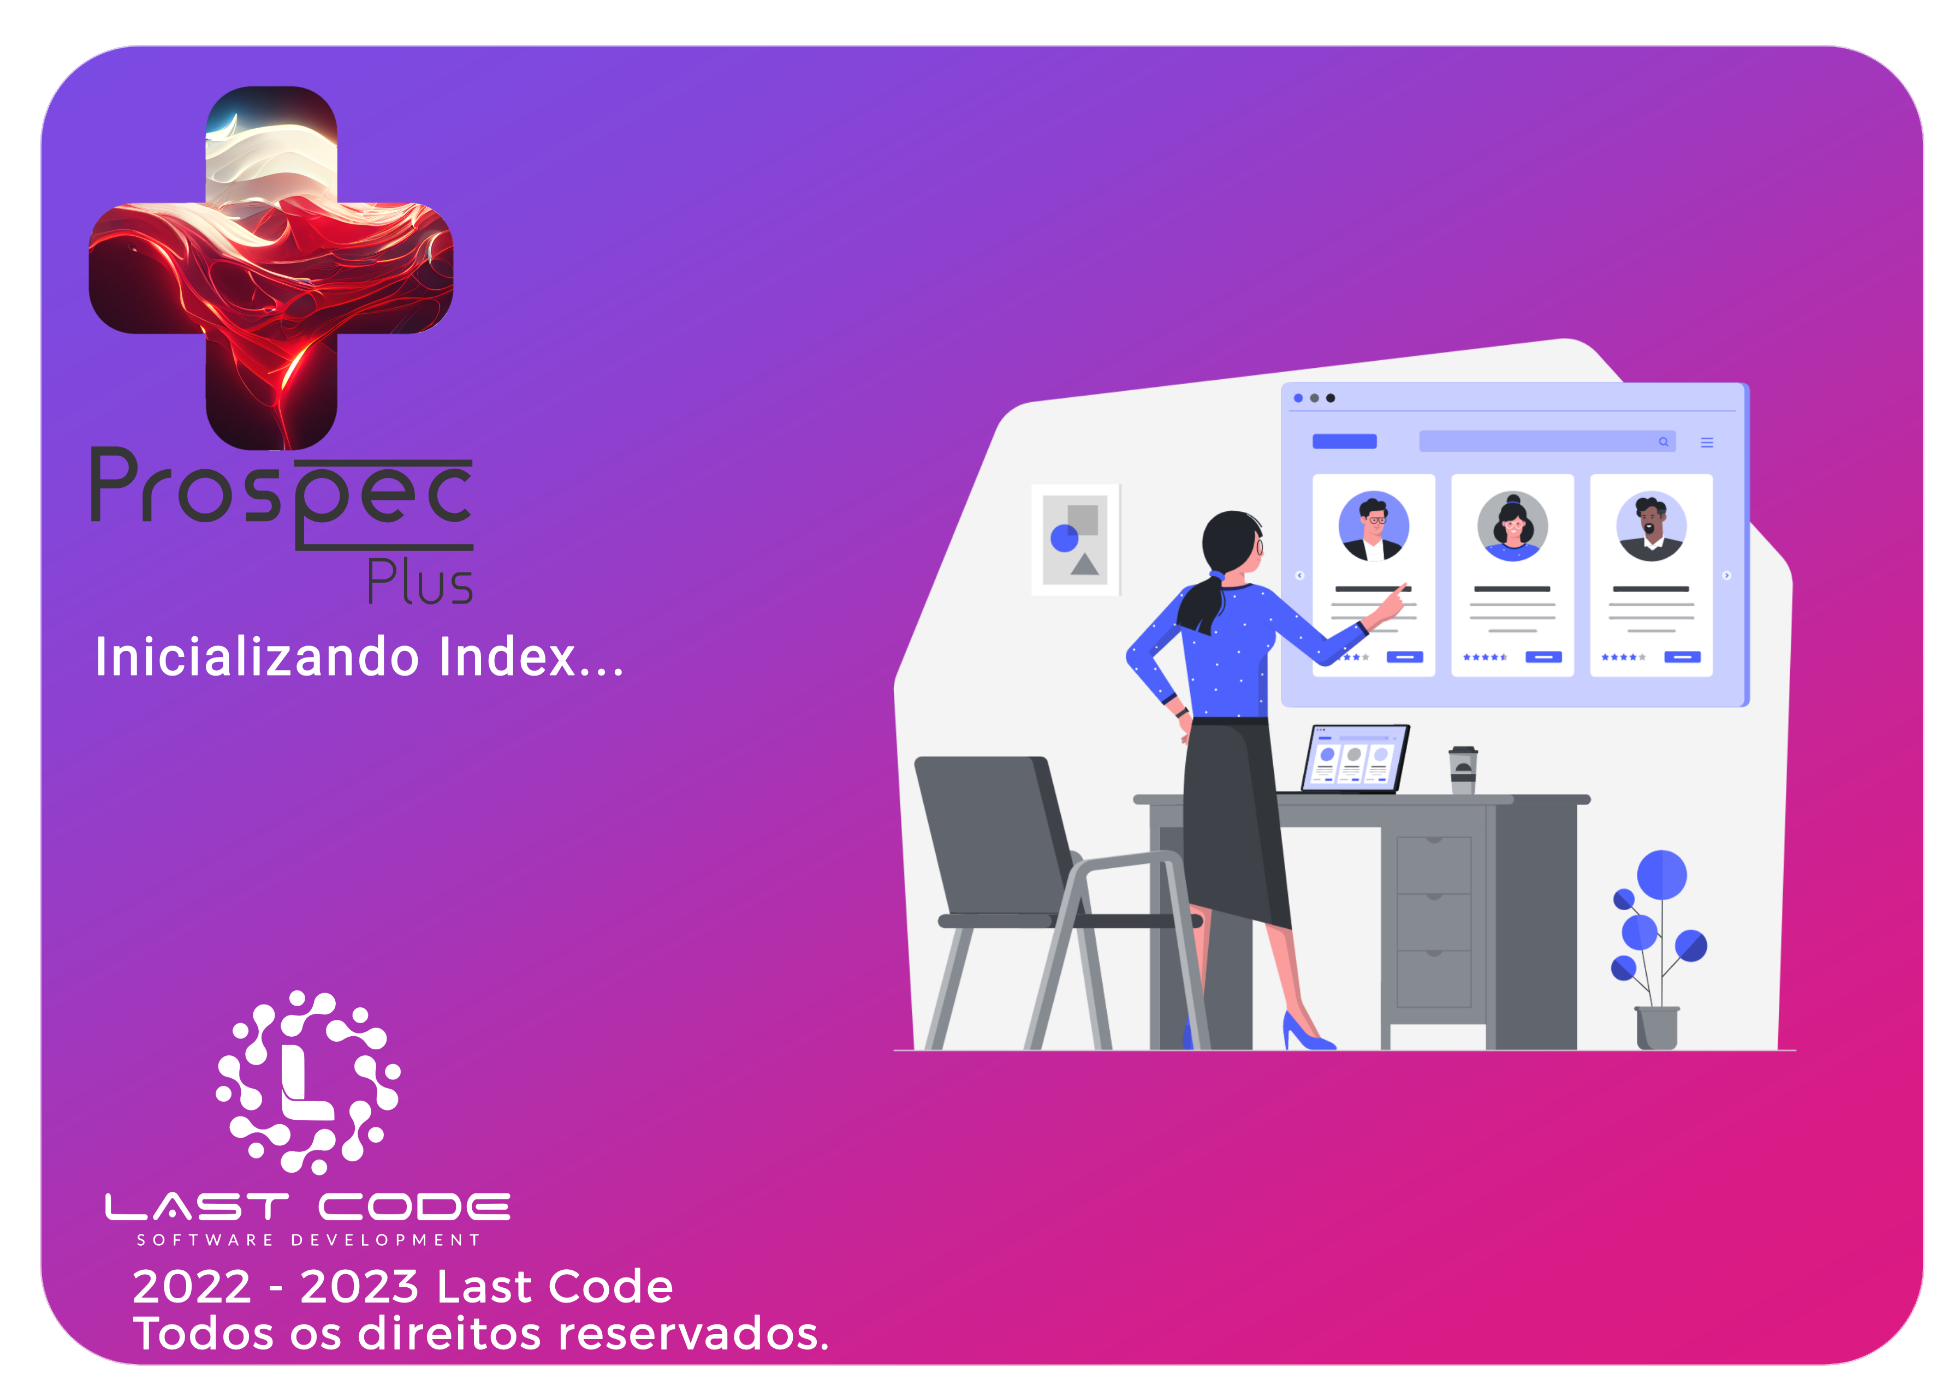 Prospec
Plus
Inicializando Index...
LAST CODE
SOFTWARE DEVELOPMENT
2022 - 2023 Last Code
Todos os direitos reservados.